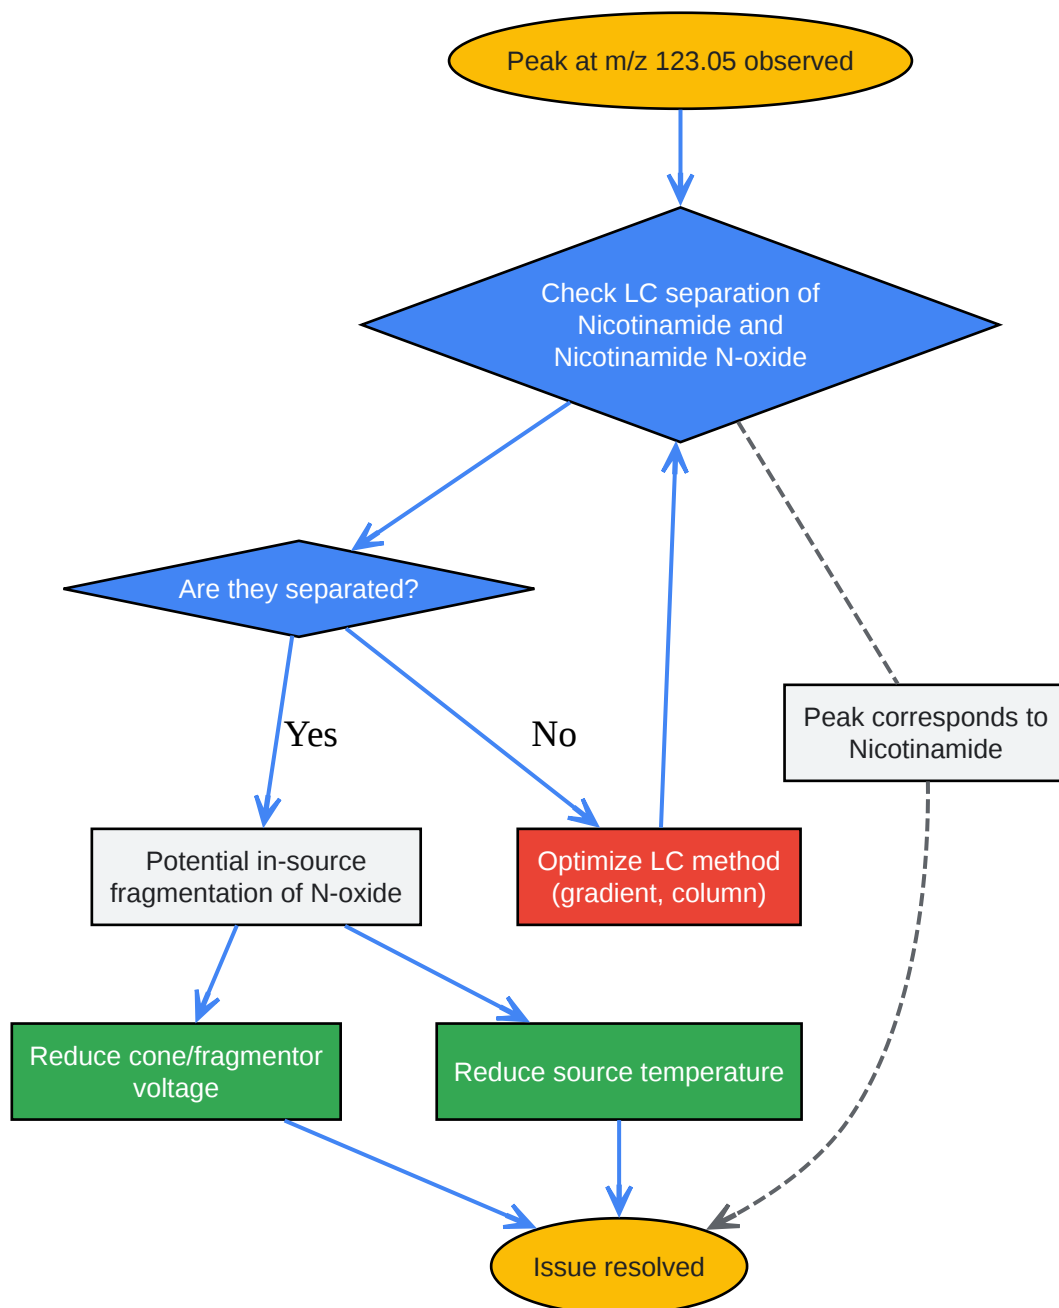 Peak at m/z 123.05 observed
Check LC separation of
Nicotinamide and
Nicotinamide N-oxide
Are they separated?
Peak corresponds to
Nicotinamide
Yes
No
Potential in-source
fragmentation of N-oxide
Optimize LC method
(gradient, column)
Reduce cone/fragmentor
voltage
Reduce source temperature
Issue resolved